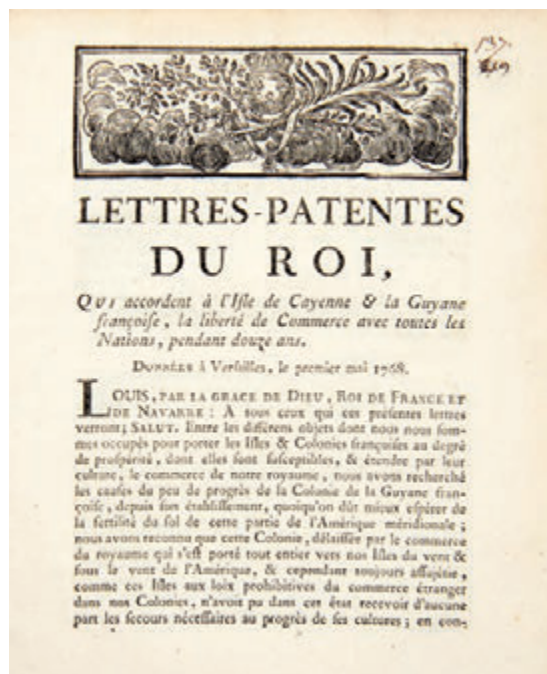 137.
LETTRES-PATENTES
DU ROI,
QUI accordent à l'Isle de Cayenne & la Guyane
françoise, la liberté de Commerce avec toutes les
Nations, pendant douze ans.
DONNÉES à Versailles, le premier mai 1768.
LOUIS, PAR LA GRACE DE DIEU, ROI DE FRANCE ET
DE NAVARRE : A tous ceux qui ces présentes lettres
verront ; SALUT. Entre les différens objets dont nous nous som-
mes occupés pour porter les Isles & Colonies françoises au degré
de prospérité, dont elles sont susceptibles, & étendre par leur
culture, le commerce de notre royaume, nous avons recherché
les causes du peu de progrès de la Colonie de la Guyane fran-
çoise, depuis son établissement, quoiqu'on dût mieux espérer de
la fertilité du sol de cette partie de l'Amérique méridionale ;
nous avons reconnu que cette Colonie, délaissée par le commerce
du royaume qui s'est porté tout entier vers nos Isles du vent &
sous le vent de l'Amérique, & cependant toujours assujetie,
comme ces Isles aux loix prohibitives du commerce étranger
dans nos Colonies, n'avoit pu dans cet état recevoir d'aucune
part les secours nécessaires au progrès de ses cultures ; en con-